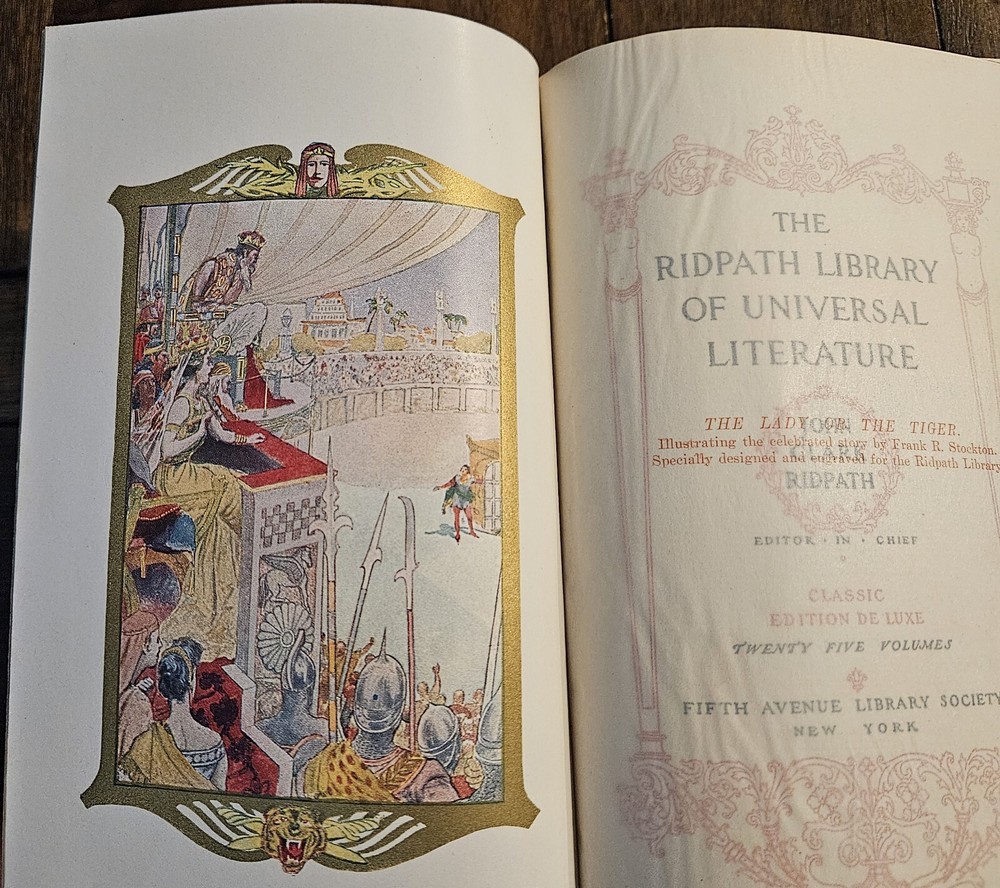 THE
RIDPATH LIBRARY
OF UNIVERSAL
LITERATURE
THE LADY OR THE TIGER.
Illustrating the celebrated story by Frank R. Stockton.
Specially designed and engraved for the Ridpath Library
JOHN
CLARK
RIDPATH
EDITOR · IN · CHIEF
CLASSIC
EDITION DE LUXE
TWENTY FIVE VOLUMES
FIFTH AVENUE LIBRARY SOCIETY
NEW YORK